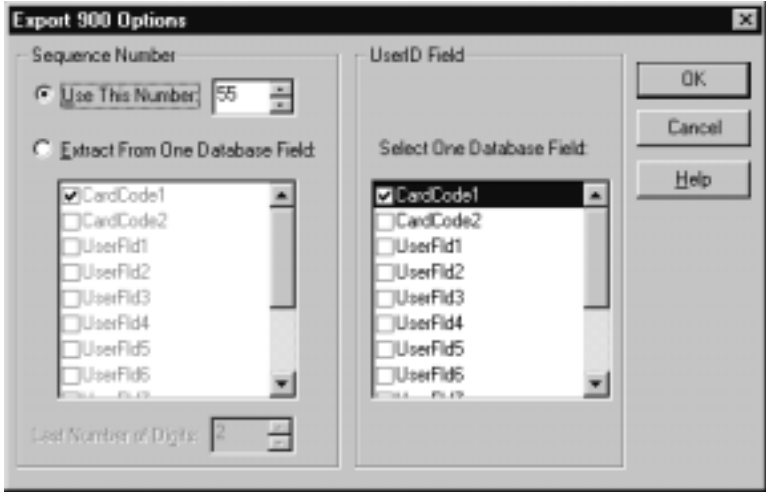 Export 900 Options
Sequence Number
Use This Number:
55
Extract From One Database Field:
CardCode1
CardCode2
UserFld1
UserFld2
UserFld3
UserFld4
UserFld5
UserFld6
Last Number of Digits:
2
UserID Field
Select One Database Field:
CardCode1
CardCode2
UserFld1
UserFld2
UserFld3
UserFld4
UserFld5
UserFld6
OK
Cancel
Help